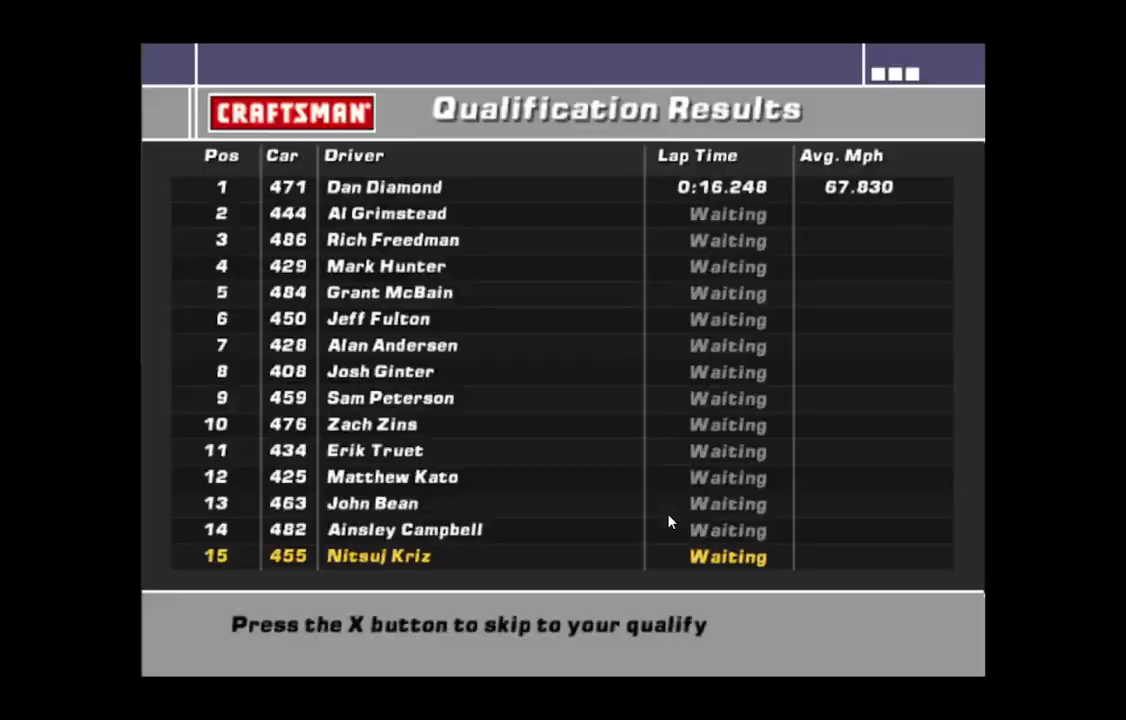 CRAFTSMAN Qualification Results
Pos Car Driver Lap Time Avg. Mph
1 471 Dan Diamond 0:16.248 67.830
2 444 Al Grimstead Waiting
3 486 Rich Freedman Waiting
4 429 Mark Hunter Waiting
5 484 Grant McBain Waiting
6 450 Jeff Fulton Waiting
7 428 Alan Andersen Waiting
8 408 Josh Ginter Waiting
9 459 Sam Peterson Waiting
10 476 Zach Zins Waiting
11 434 Erik Truet Waiting
12 425 Matthew Kato Waiting
13 463 John Bean Waiting
14 482 Ainsley Campbell Waiting
15 455 Nitsuj Kriz Waiting
Press the X button to skip to your qualify